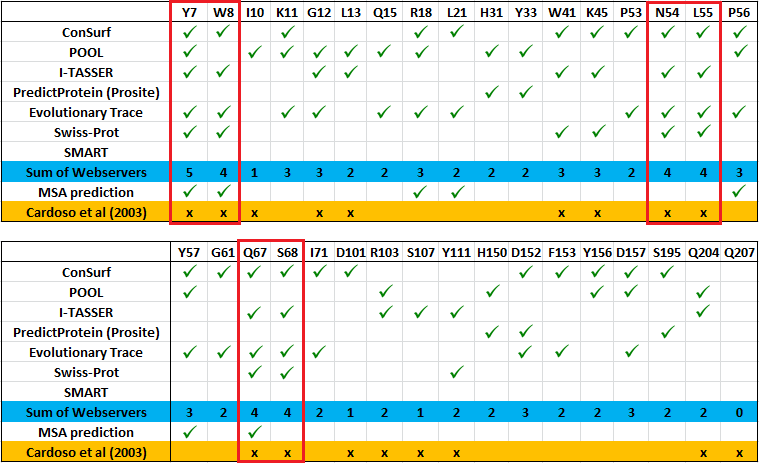 Y7 W8 I10 K11 G12 L13 Q15 R18 L21 H31 Y33 W41 K45 P53 N54 L55 P56
ConSurf ✓ ✓ ✓ ✓ ✓ ✓ ✓ ✓ ✓ ✓ ✓
POOL ✓ ✓ ✓ ✓ ✓ ✓ ✓ ✓ ✓ ✓
I-TASSER ✓ ✓ ✓ ✓ ✓ ✓ ✓ ✓
PredictProtein (Prosite) ✓ ✓
Evolutionary Trace ✓ ✓ ✓ ✓ ✓ ✓ ✓ ✓ ✓ ✓ ✓
Swiss-Prot ✓ ✓ ✓ ✓ ✓ ✓
SMART
Sum of Webservers 5 4 1 3 3 2 2 3 2 2 2 3 3 2 4 4 3
MSA prediction ✓ ✓ ✓ ✓ ✓
Cardoso et al (2003) x x x x x x x x x
Y57 G61 Q67 S68 I71 D101 R103 S107 Y111 H150 D152 F153 Y156 D157 S195 Q204 Q207
ConSurf ✓ ✓ ✓ ✓ ✓ ✓ ✓ ✓ ✓ ✓ ✓
POOL ✓ ✓ ✓ ✓ ✓ ✓
I-TASSER ✓ ✓ ✓ ✓ ✓ ✓
PredictProtein (Prosite) ✓ ✓ ✓
Evolutionary Trace ✓ ✓ ✓ ✓ ✓ ✓ ✓ ✓
Swiss-Prot ✓ ✓ ✓
SMART
Sum of Webservers 3 2 4 4 2 1 2 1 2 2 3 2 2 3 2 2 0
MSA prediction ✓ ✓
Cardoso et al (2003) x x x x x x x x